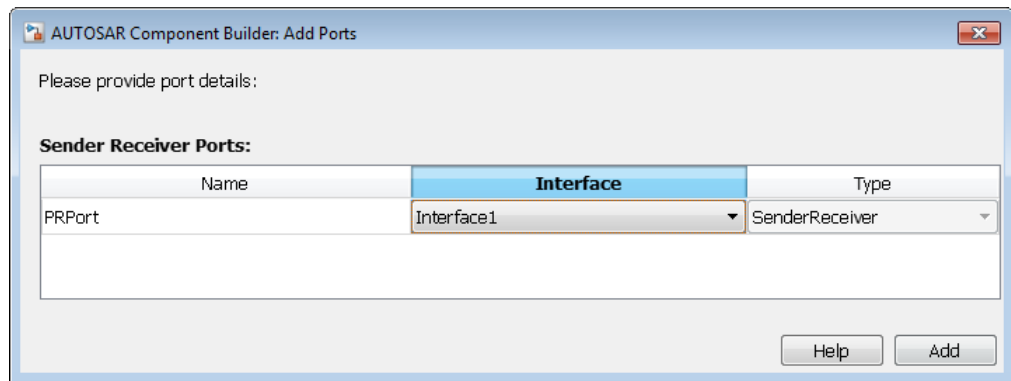 AUTOSAR Component Builder: Add Ports
Please provide port details:
Sender Receiver Ports:
Name Interface Type
PRPort Interface1 SenderReceiver
Help Add